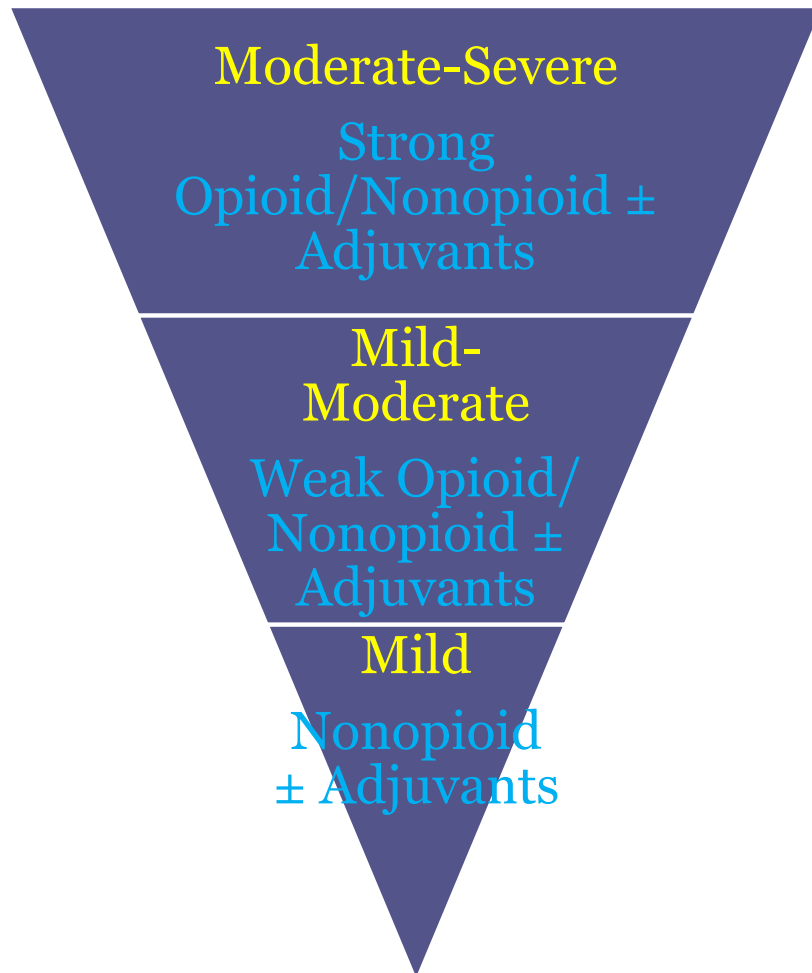 Moderate-Severe
Strong
Opioid/Nonopioid ±
Adjuvants
Mild-
Moderate
Weak Opioid/
Nonopioid ±
Adjuvants
Mild
Nonopioid
± Adjuvants